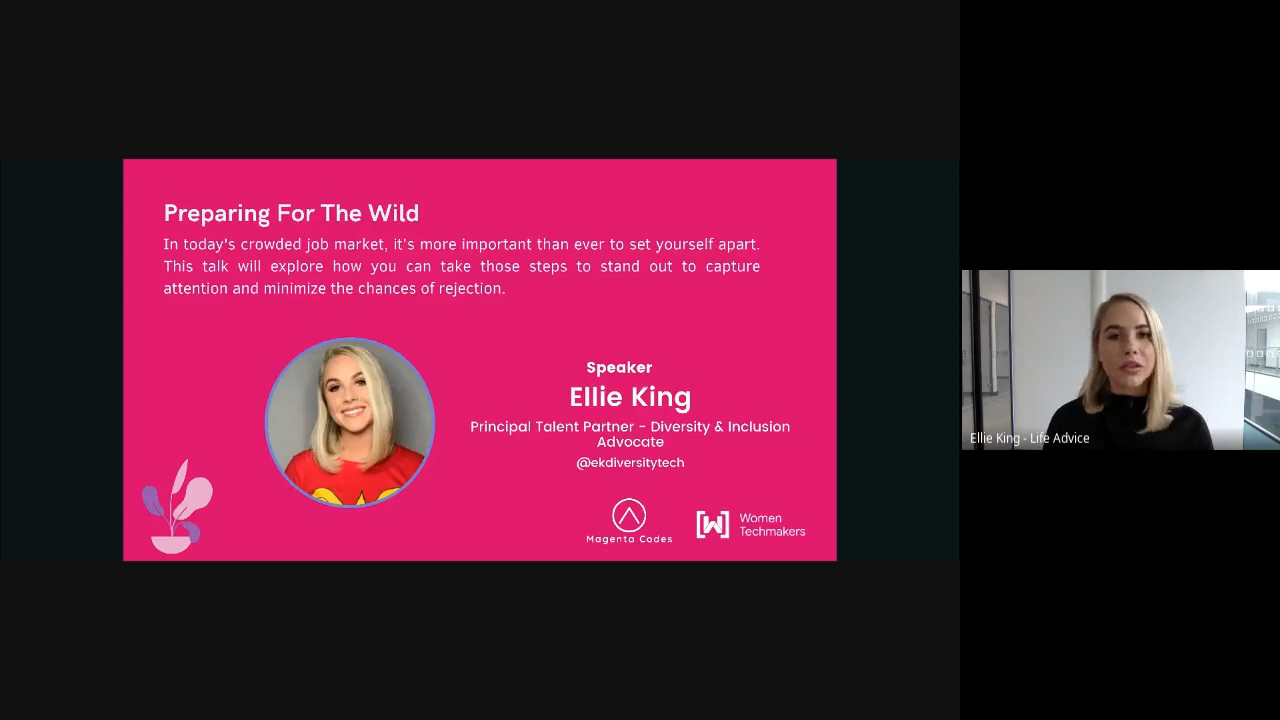 Preparing For The Wild
In today's crowded job market, it's more important than ever to set yourself apart.
This talk will explore how you can take those steps to stand out to capture
attention and minimize the chances of rejection.
Speaker
Ellie King
Principal Talent Partner - Diversity & Inclusion
Advocate
@ekdiversitytech
Magenta Codes
[W] Women
Techmakers
Ellie King - Life Advice